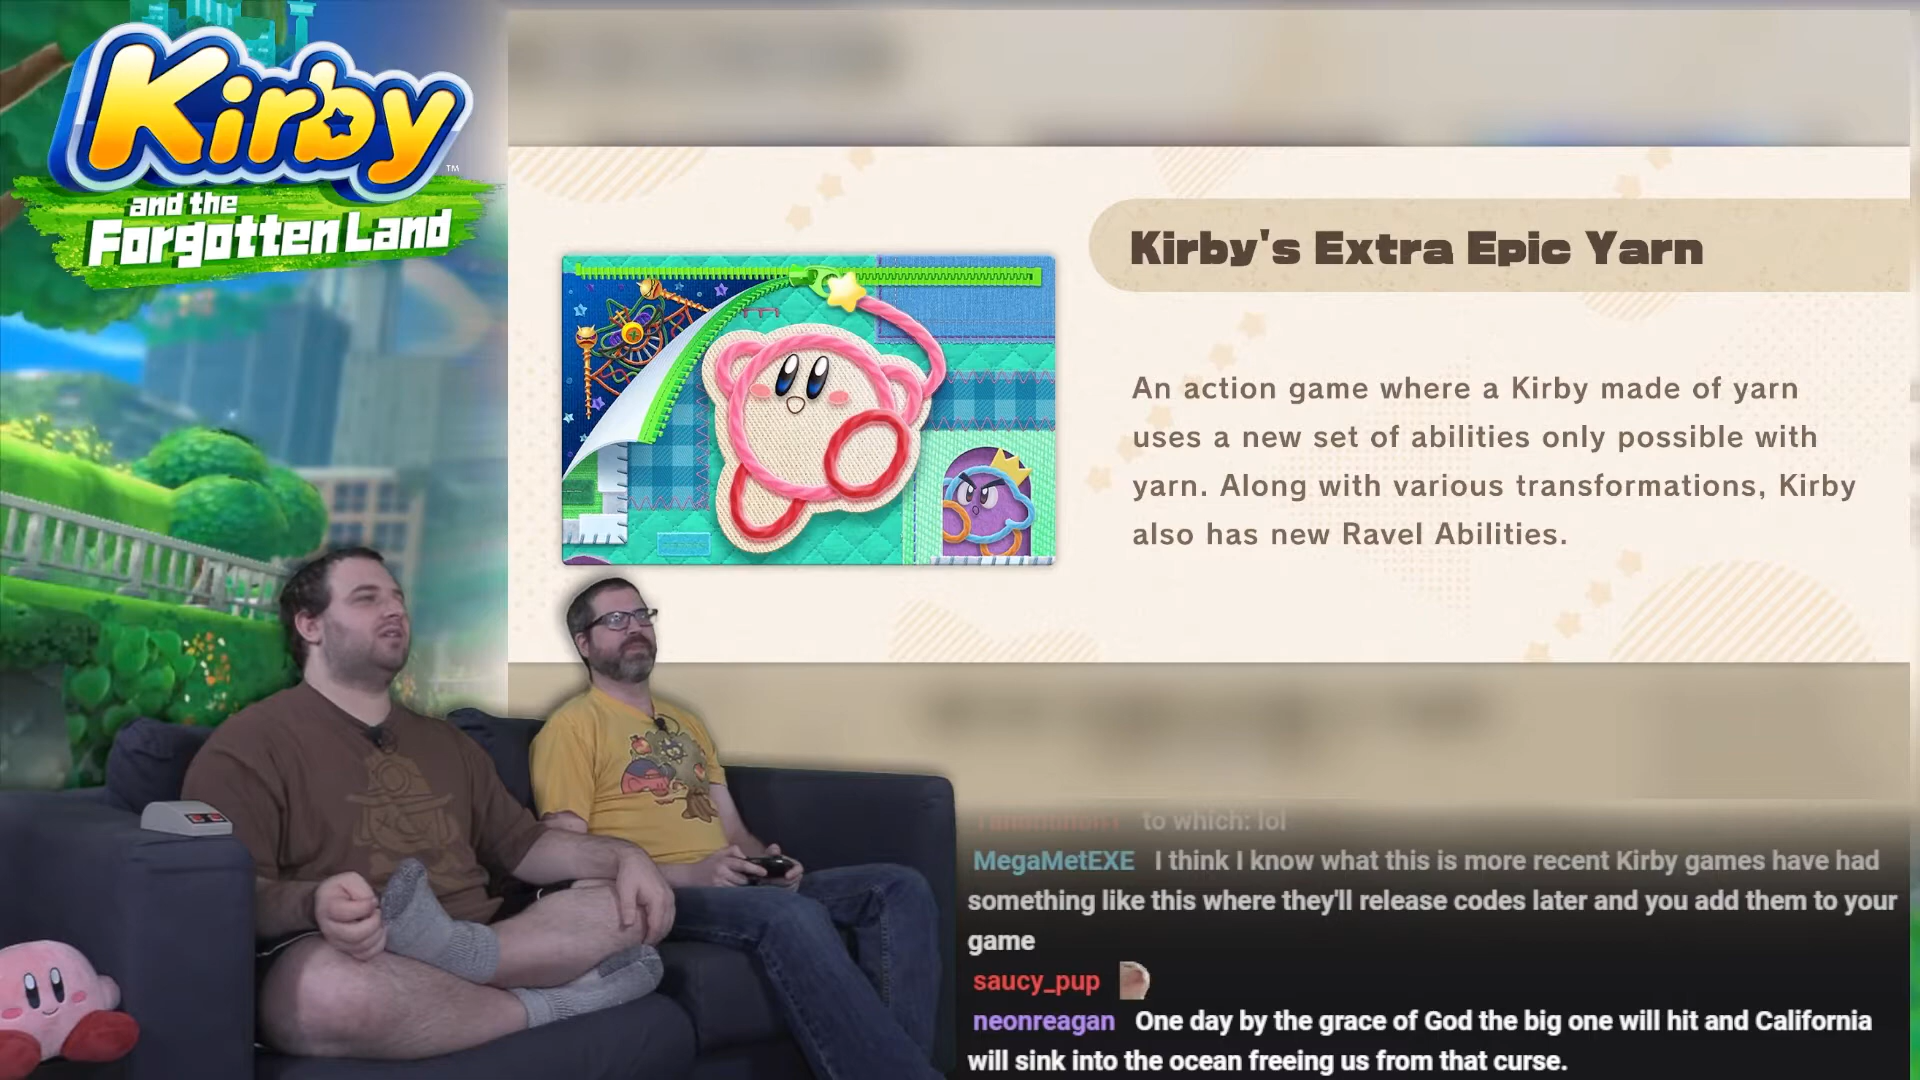 Kirby
TM
and the
Forgotten Land
Kirby's Extra Epic Yarn
An action game where a Kirby made of yarn
uses a new set of abilities only possible with
yarn. Along with various transformations, Kirby
also has new Ravel Abilities.
to which: lol
MegaMetEXE I think I know what this is more recent Kirby games have had
something like this where they'll release codes later and you add them to your
game
saucy_pup
neonreagan One day by the grace of God the big one will hit and California
will sink into the ocean freeing us from that curse.